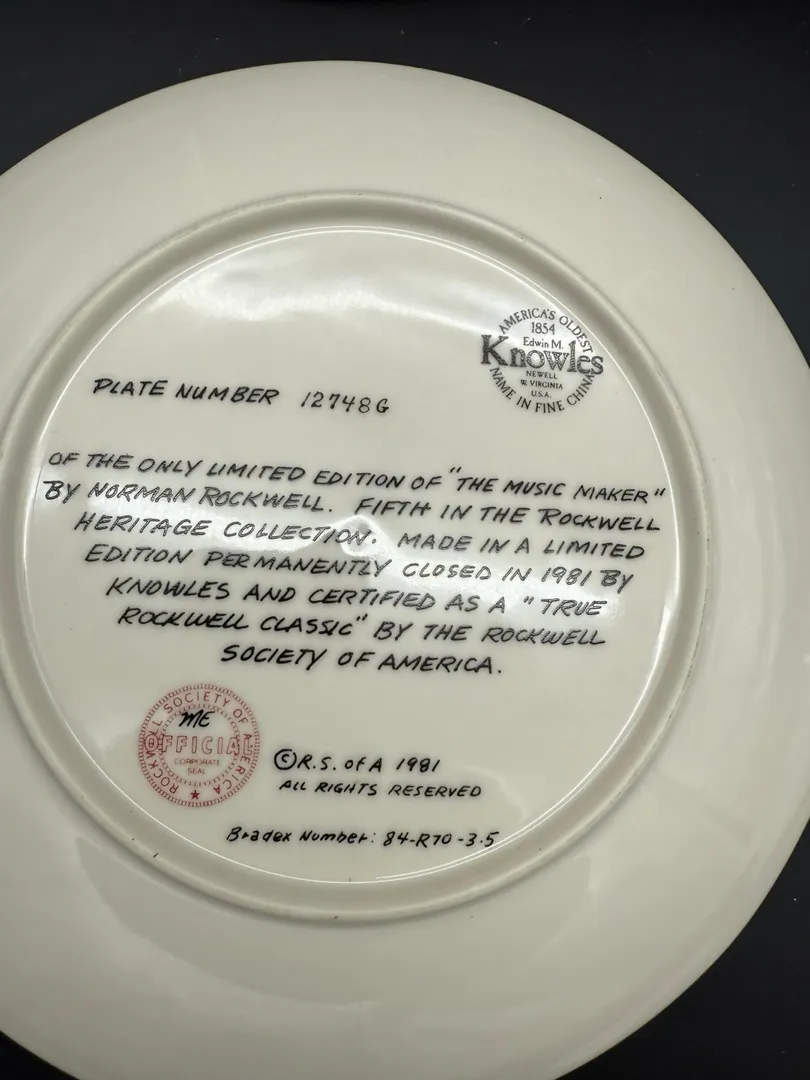 AMERICA'S OLDEST
1854
Edwin M.
Knowles
NEWELL
W. VIRGINIA
U.S.A.
NAME IN FINE CHINA
PLATE NUMBER 12748G
OF THE ONLY LIMITED EDITION OF "THE MUSIC MAKER"
BY NORMAN ROCKWELL. FIFTH IN THE ROCKWELL
HERITAGE COLLECTION. MADE IN A LIMITED
EDITION PERMANENTLY CLOSED IN 1981 BY
KNOWLES AND CERTIFIED AS A "TRUE
ROCKWELL CLASSIC" BY THE ROCKWELL
SOCIETY OF AMERICA.
ROCKWELL SOCIETY OF AMERICA
ME
OFFICIAL
CORPORATE
SEAL
©R.S. OF A 1981
ALL RIGHTS RESERVED
Bradex Number: 84-R70-3.5